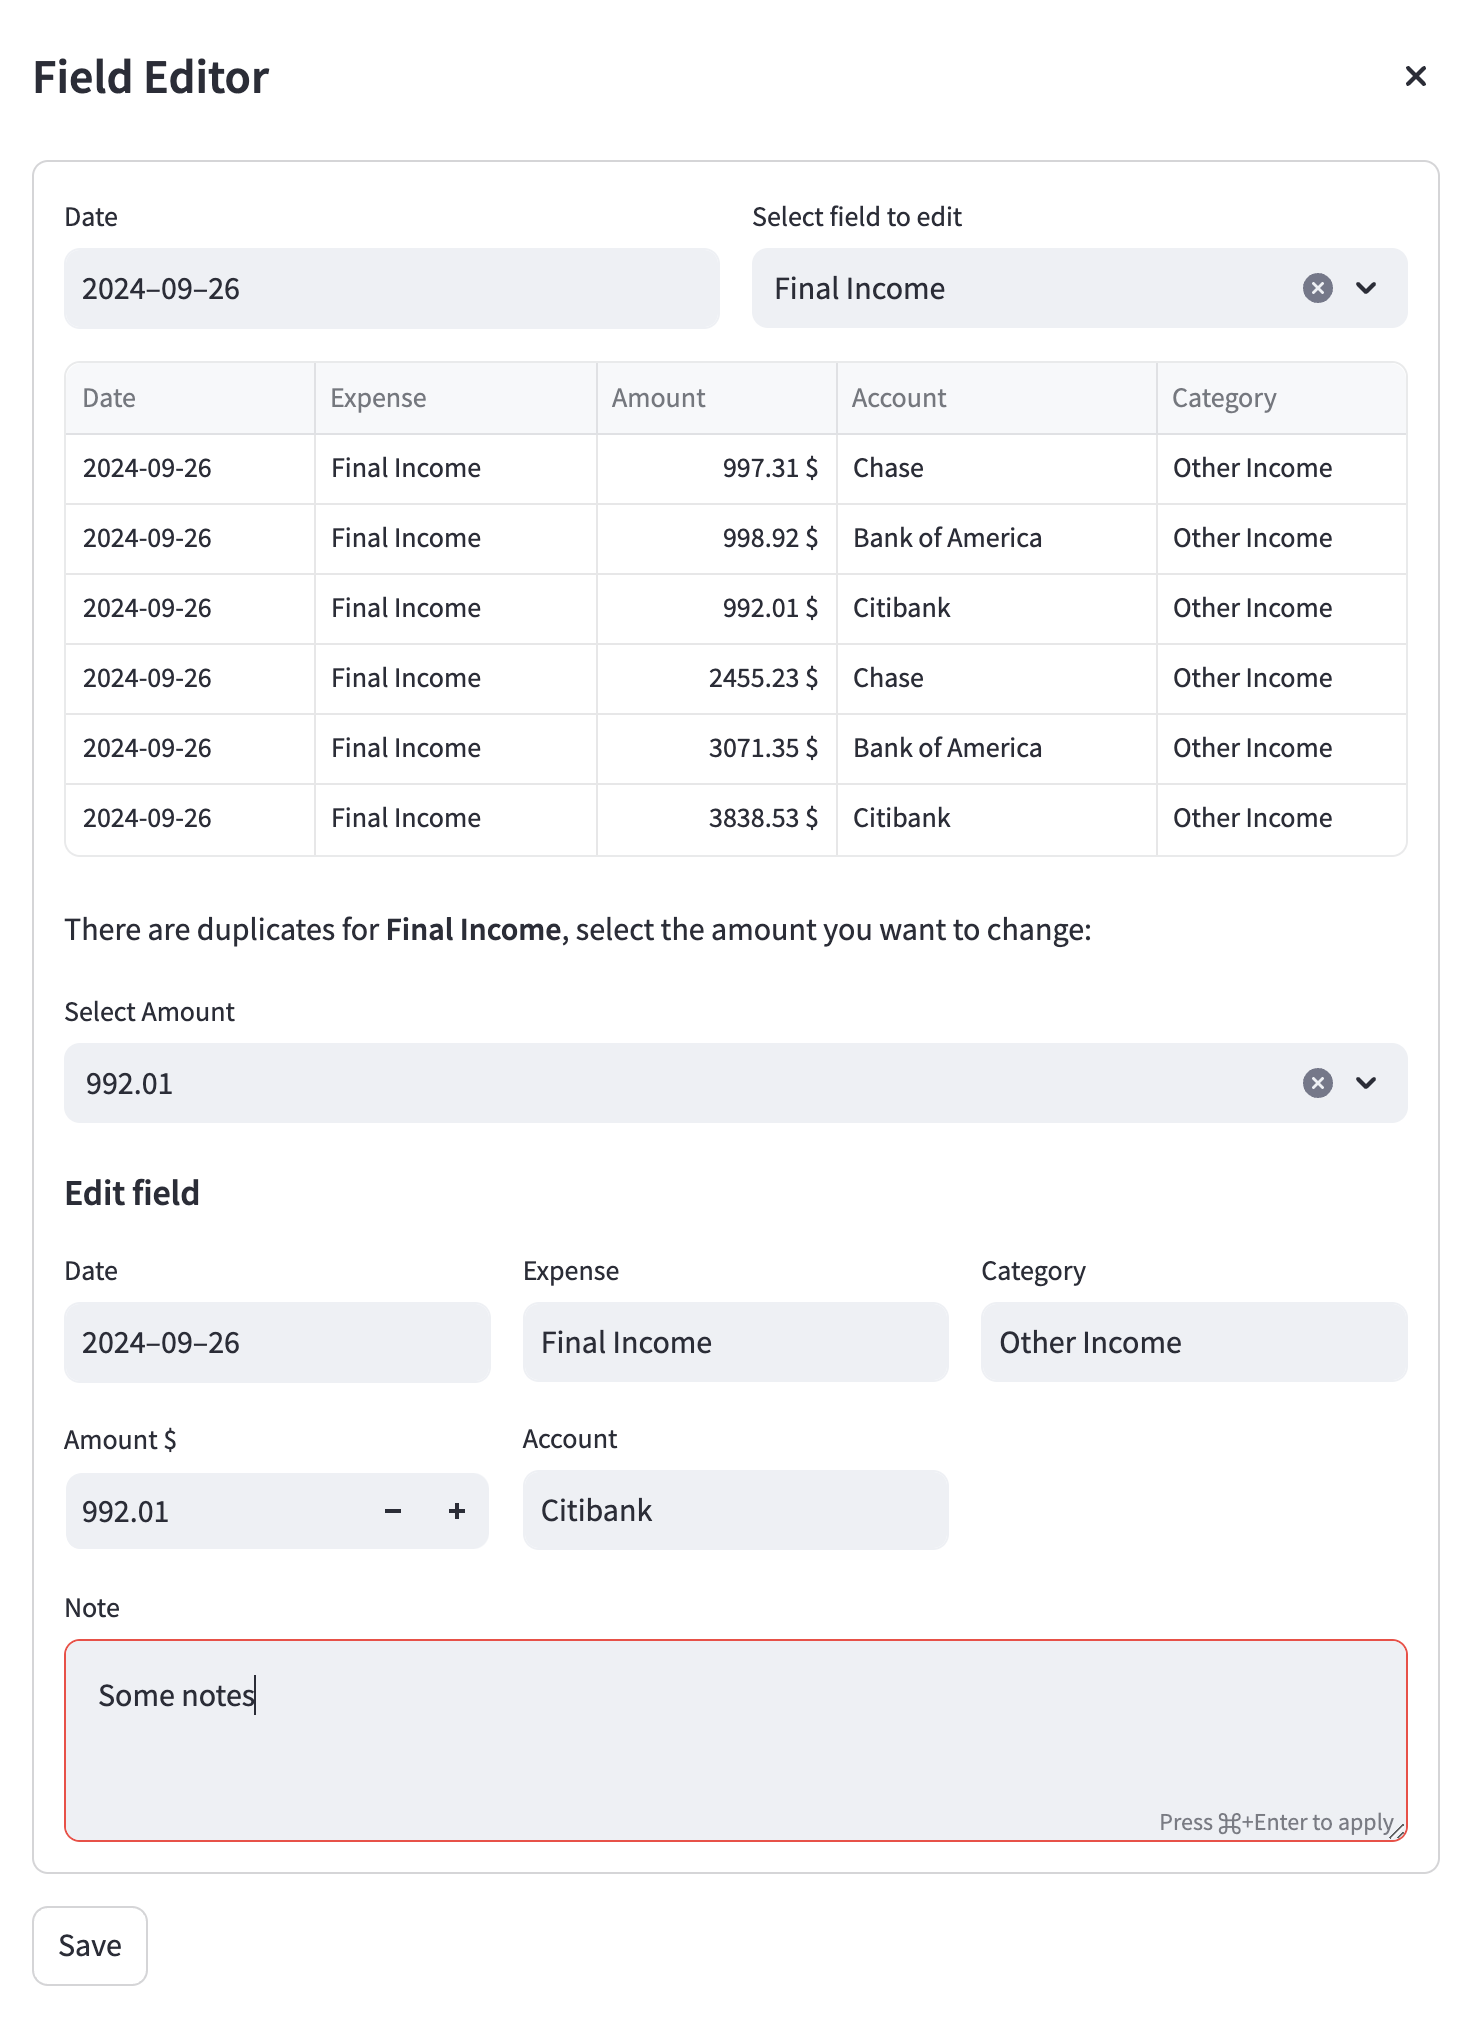 Field Editor
Date
Select field to edit
2024–09–26
Final Income
Date Expense Amount Account Category
2024-09-26 Final Income 997.31 $ Chase Other Income
2024-09-26 Final Income 998.92 $ Bank of America Other Income
2024-09-26 Final Income 992.01 $ Citibank Other Income
2024-09-26 Final Income 2455.23 $ Chase Other Income
2024-09-26 Final Income 3071.35 $ Bank of America Other Income
2024-09-26 Final Income 3838.53 $ Citibank Other Income
There are duplicates for Final Income, select the amount you want to change:
Select Amount
992.01
Edit field
Date Expense Category
2024–09–26 Final Income Other Income
Amount $ Account
992.01 Citibank
Note
Some notes
Press ⌘+Enter to apply
Save